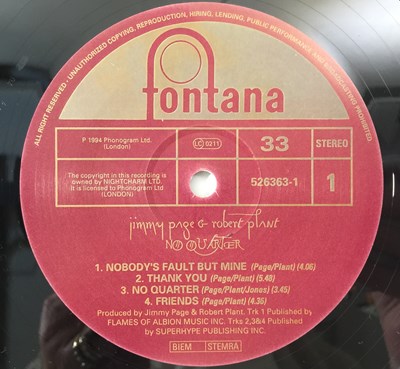 ALL RIGHT RESERVED · UNAUTHORIZED COPYING, REPRODUCTION, HIRING, LENDING, PUBLIC PERFORMANCE AND BROADCASTING PROHIBITED
fontana
P 1994 Phonogram Ltd.
(London)
LC 0211
33
STEREO
The copyright in this recording is
owned by NIGHTCHARM LTD.
It is licensed to Phonogram Ltd
(LONDON)
526363-1
1
jimmy page & robert plant
NO QUARTER
1. NOBODY'S FAULT BUT MINE (Page/Plant) (4.06)
2. THANK YOU (Page/Plant) (5.48)
3. NO QUARTER (Page/Plant/Jones) (3.45)
4. FRIENDS (Page/Plant) (4.35)
Produced by Jimmy Page & Robert Plant. Trk 1 Published by
FLAMES OF ALBION MUSIC INC. Trks 2,3&4 Published by
SUPERHYPE PUBLISHING INC.
BIEM STEMRA